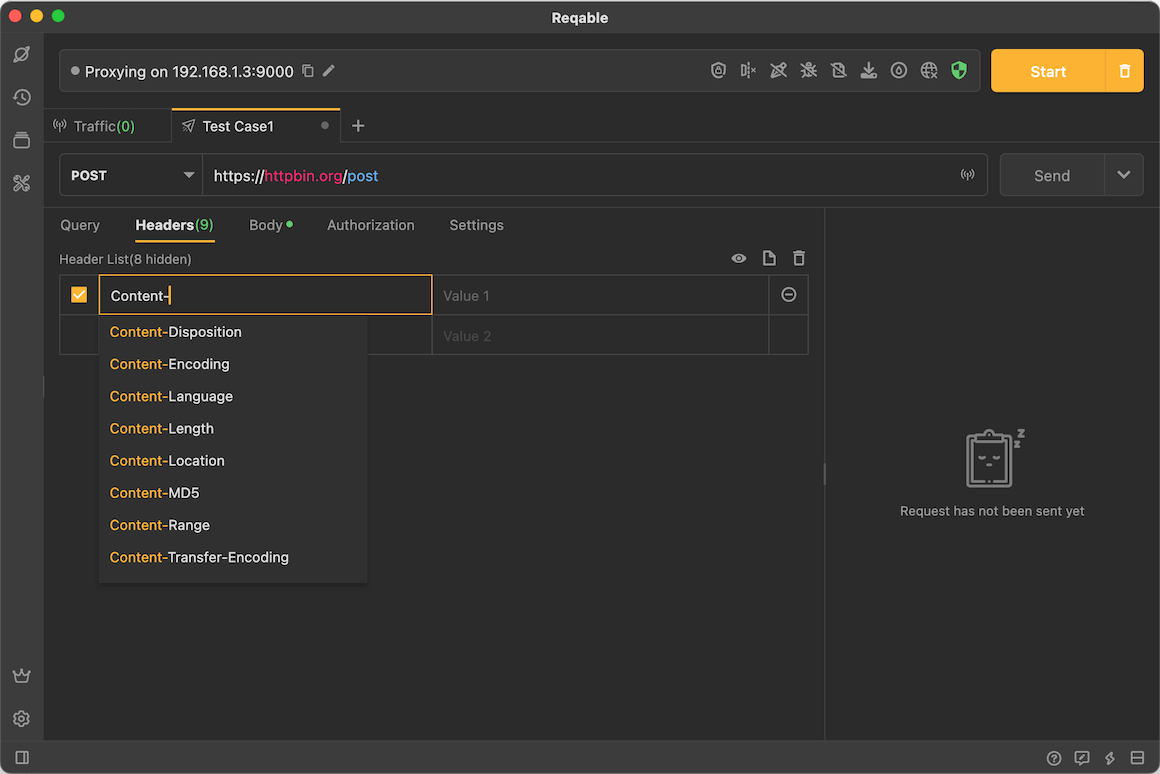 Reqable
Proxying on 192.168.1.3:9000
Start
Traffic(0)
Test Case1
POST
https://httpbin.org/post
Send
Query
Headers(9)
Body
Authorization
Settings
Header List(8 hidden)
Content-
Value 1
Value 2
Content-Disposition
Content-Encoding
Content-Language
Content-Length
Content-Location
Content-MD5
Content-Range
Content-Transfer-Encoding
z
z
Request has not been sent yet